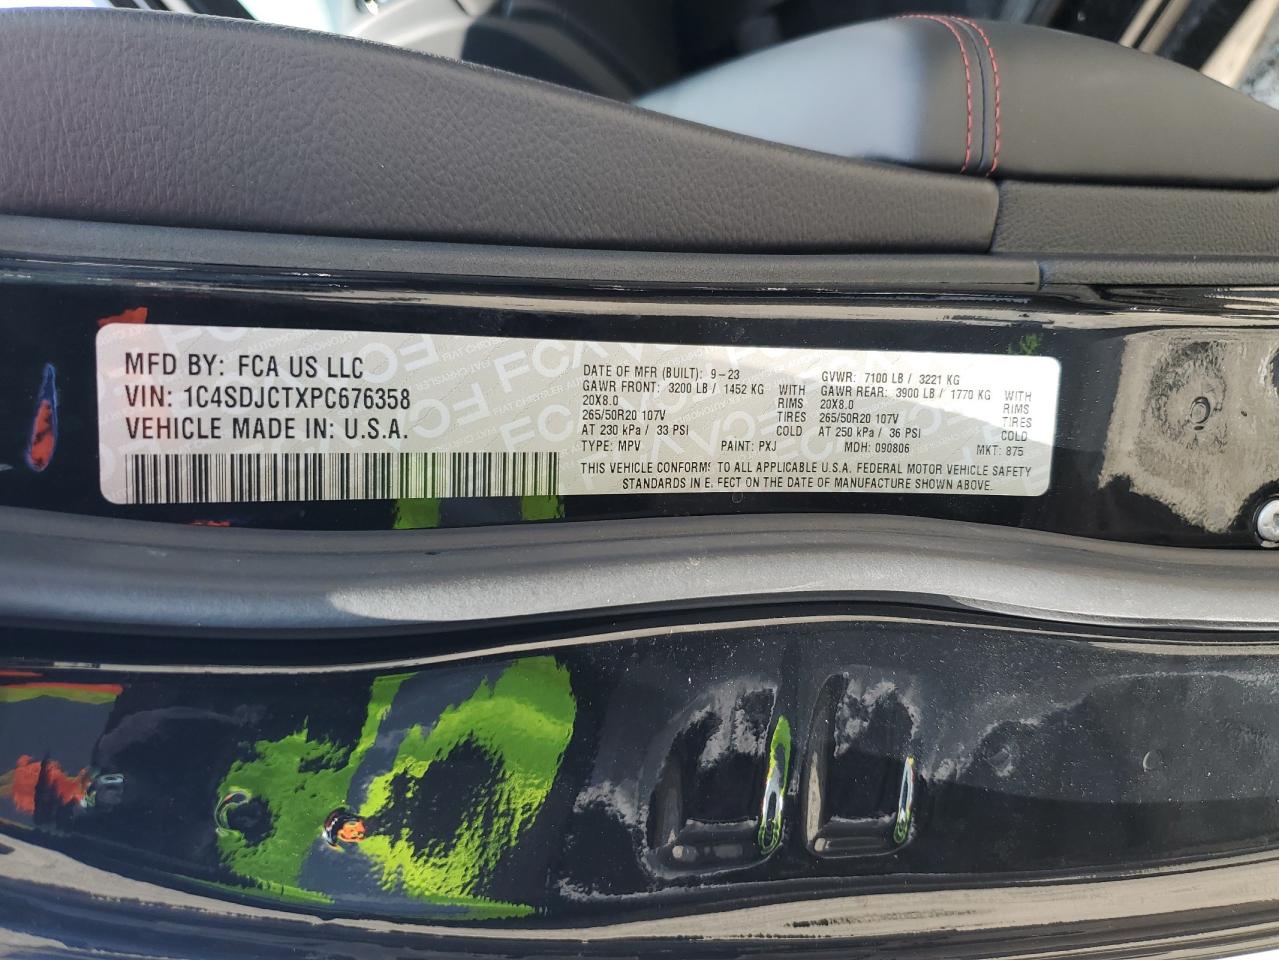 MFD BY: FCA US LLC
VIN: 1C4SDJCTXPC676358
VEHICLE MADE IN: U.S.A.
DATE OF MFR (BUILT): 9-23
GAWR FRONT: 3200 LB / 1452 KG WITH
20X8.0 RIMS
265/50R20 107V TIRES
AT 230 kPa / 33 PSI COLD
GVWR: 7100 LB / 3221 KG
GAWR REAR: 3900 LB / 1770 KG WITH
20X8.0 RIMS
265/50R20 107V TIRES
AT 250 kPa / 36 PSI COLD
TYPE: MPV PAINT: PXJ MDH: 090806 MKT: 875
THIS VEHICLE CONFORMS TO ALL APPLICABLE U.S.A. FEDERAL MOTOR VEHICLE SAFETY
STANDARDS IN E FECT ON THE DATE OF MANUFACTURE SHOWN ABOVE.